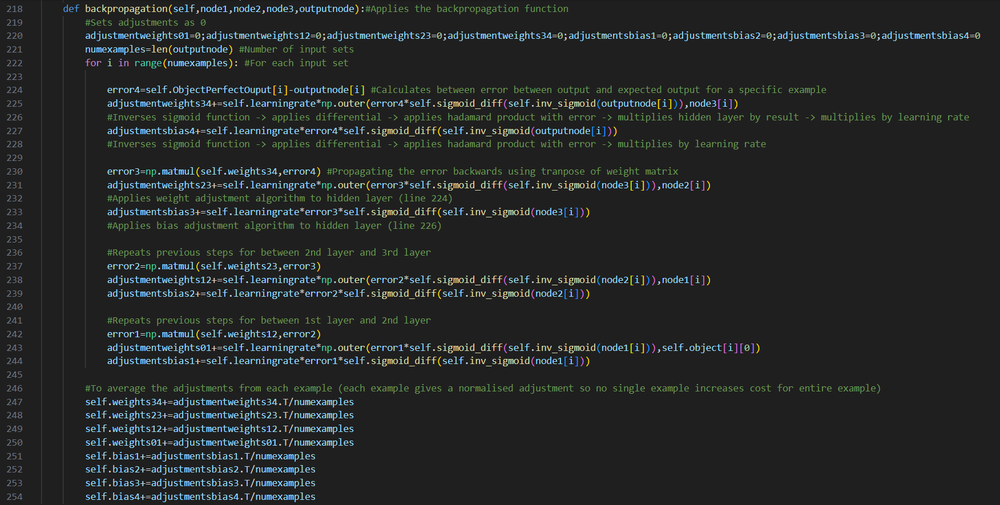 218 def backpropagation(self,node1,node2,node3,outputnode):#Applies the backpropagation function
219 #Sets adjustments as 0
220 adjustmentweights01=0;adjustmentweights12=0;adjustmentweights23=0;adjustmentweights34=0;adjustmentsbias1=0;adjustmentsbias2=0;adjustmentsbias3=0;adjustmentsbias4=0
221 numexamples=len(outputnode) #Number of input sets
222 for i in range(numexamples): #For each input set
223
224 error4=self.ObjectPerfectOuput[i]-outputnode[i] #Calculates between error between output and expected output for a specific example
225 adjustmentweights34+=self.learningrate*np.outer(error4*self.sigmoid_diff(self.inv_sigmoid(outputnode[i])),node3[i])
226 #Inverses sigmoid function -> applies differential -> applies hadamard product with error -> multiplies hidden layer by result -> multiplies by learning rate
227 adjustmentsbias4+=self.learningrate*error4*self.sigmoid_diff(self.inv_sigmoid(outputnode[i]))
228 #Inverses sigmoid function -> applies differential -> applies hadamard product with error -> multiplies by learning rate
229
230 error3=np.matmul(self.weights34,error4) #Propagating the error backwards using tranpose of weight matrix
231 adjustmentweights23+=self.learningrate*np.outer(error3*self.sigmoid_diff(self.inv_sigmoid(node3[i])),node2[i])
232 #Applies weight adjustment algorithm to hidden layer (line 224)
233 adjustmentsbias3+=self.learningrate*error3*self.sigmoid_diff(self.inv_sigmoid(node3[i]))
234 #Applies bias adjustment algorithm to hidden layer (line 226)
235
236 #Repeats previous steps for between 2nd layer and 3rd layer
237 error2=np.matmul(self.weights23,error3)
238 adjustmentweights12+=self.learningrate*np.outer(error2*self.sigmoid_diff(self.inv_sigmoid(node2[i])),node1[i])
239 adjustmentsbias2+=self.learningrate*error2*self.sigmoid_diff(self.inv_sigmoid(node2[i]))
240
241 #Repeats previous steps for between 1st layer and 2nd layer
242 error1=np.matmul(self.weights12,error2)
243 adjustmentweights01+=self.learningrate*np.outer(error1*self.sigmoid_diff(self.inv_sigmoid(node1[i])),self.object[i][0])
244 adjustmentsbias1+=self.learningrate*error1*self.sigmoid_diff(self.inv_sigmoid(node1[i]))
245
246 #To average the adjustments from each example (each example gives a normalised adjustment so no single example increases cost for entire example)
247 self.weights34+=adjustmentweights34.T/numexamples
248 self.weights23+=adjustmentweights23.T/numexamples
249 self.weights12+=adjustmentweights12.T/numexamples
250 self.weights01+=adjustmentweights01.T/numexamples
251 self.bias1+=adjustmentsbias1.T/numexamples
252 self.bias2+=adjustmentsbias2.T/numexamples
253 self.bias3+=adjustmentsbias3.T/numexamples
254 self.bias4+=adjustmentsbias4.T/numexamples